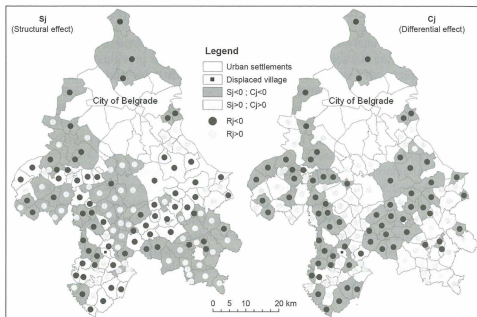 Sj
(Structural effect)
Cj
(Differential effect)
Legend
Urban settlements
Displaced village
Sj<0 ; Cj<0
Sj>0 ; Cj>0
Rj<0
Rj>0
City of Belgrade
City of Belgrade
0 10 20 km